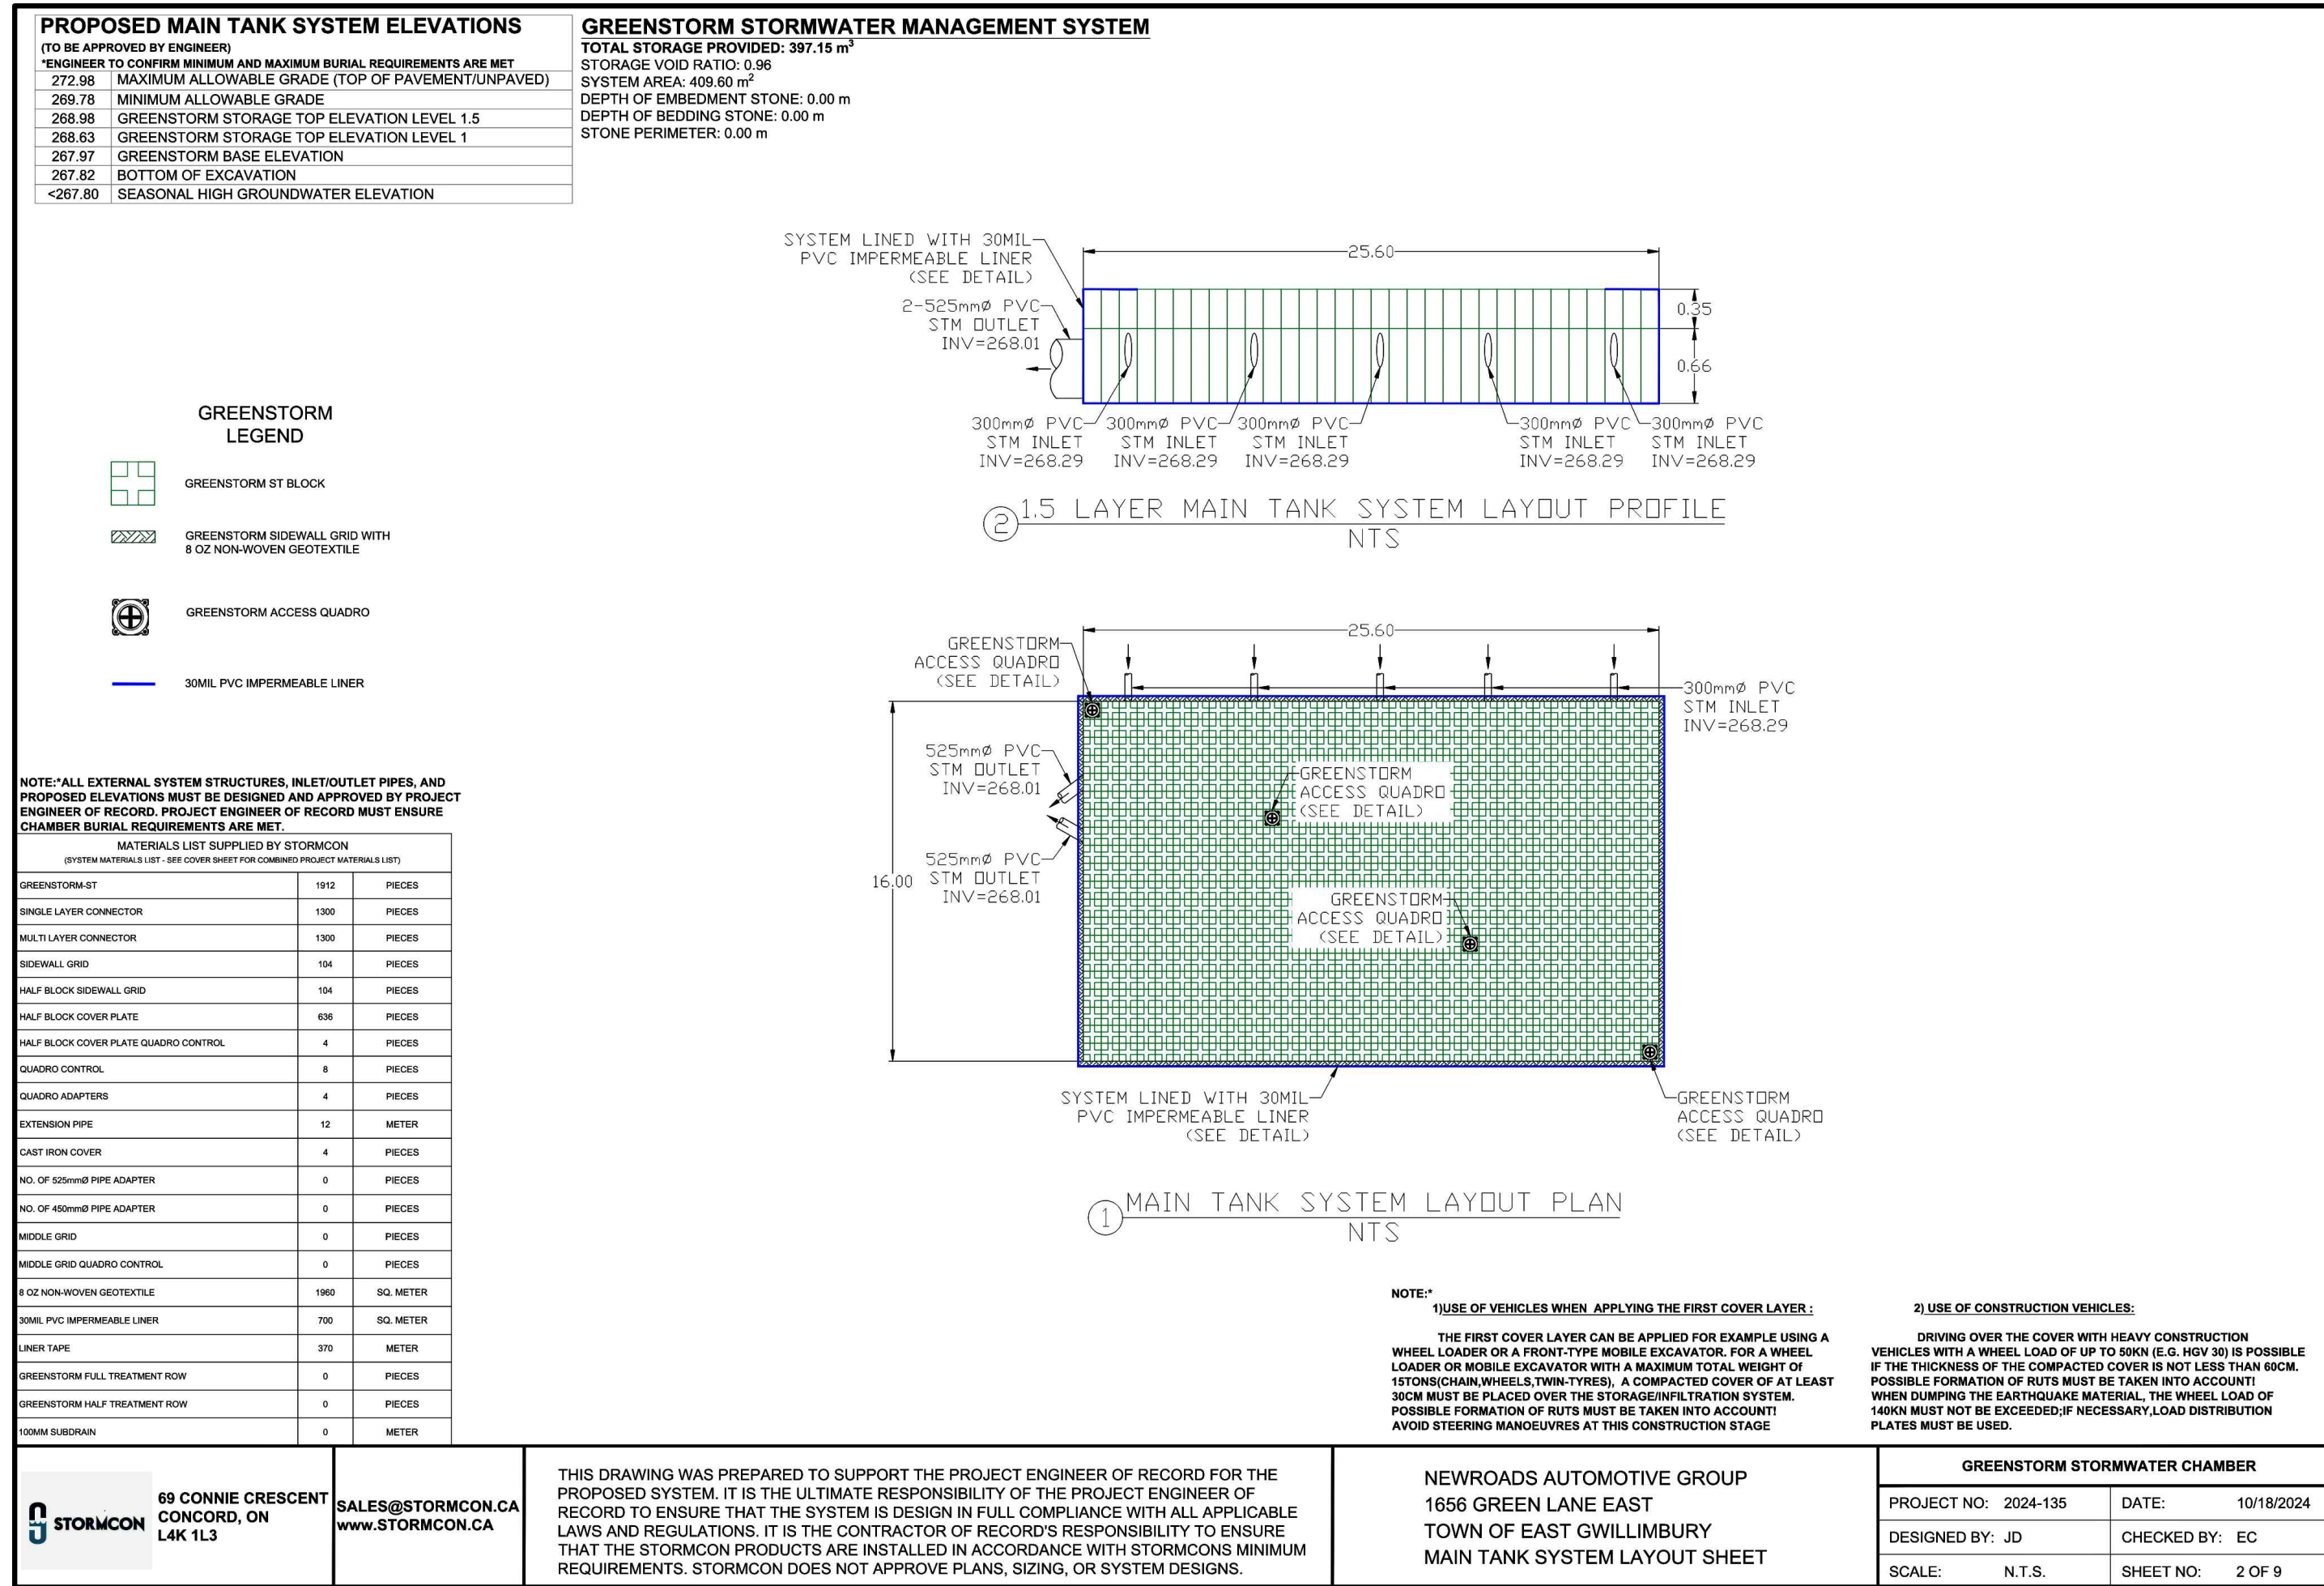 PROPOSED MAIN TANK SYSTEM ELEVATIONS
(TO BE APPROVED BY ENGINEER)
*ENGINEER TO CONFIRM MINIMUM AND MAXIMUM BURIAL REQUIREMENTS ARE MET
272.98 MAXIMUM ALLOWABLE GRADE (TOP OF PAVEMENT/UNPAVED)
269.78 MINIMUM ALLOWABLE GRADE
268.98 GREENSTORM STORAGE TOP ELEVATION LEVEL 1.5
268.63 GREENSTORM STORAGE TOP ELEVATION LEVEL 1
267.97 GREENSTORM BASE ELEVATION
267.82 BOTTOM OF EXCAVATION
<267.80 SEASONAL HIGH GROUNDWATER ELEVATION
GREENSTORM STORMWATER MANAGEMENT SYSTEM
TOTAL STORAGE PROVIDED: 397.15 m³
STORAGE VOID RATIO: 0.96
SYSTEM AREA: 409.60 m²
DEPTH OF EMBEDMENT STONE: 0.00 m
DEPTH OF BEDDING STONE: 0.00 m
STONE PERIMETER: 0.00 m
SYSTEM LINED WITH 30MIL
PVC IMPERMEABLE LINER
(SEE DETAIL)
25.60
2-525mmØ PVC
STM OUTLET
INV=268.01
0.35
0.66
300mmØ PVC
STM INLET
INV=268.29
300mmØ PVC
STM INLET
INV=268.29
300mmØ PVC
STM INLET
INV=268.29
300mmØ PVC
STM INLET
INV=268.29
300mmØ PVC
STM INLET
INV=268.29
2 1.5 LAYER MAIN TANK SYSTEM LAYOUT PROFILE
NTS
GREENSTORM
LEGEND
GREENSTORM ST BLOCK
GREENSTORM SIDEWALL GRID WITH
8 OZ NON-WOVEN GEOTEXTILE
GREENSTORM ACCESS QUADRO
30MIL PVC IMPERMEABLE LINER
25.60
GREENSTORM
ACCESS QUADRO
(SEE DETAIL)
300mmØ PVC
STM INLET
INV=268.29
525mmØ PVC
STM OUTLET
INV=268.01
GREENSTORM
ACCESS QUADRO
(SEE DETAIL)
525mmØ PVC
STM OUTLET
INV=268.01
16.00
GREENSTORM
ACCESS QUADRO
(SEE DETAIL)
SYSTEM LINED WITH 30MIL
PVC IMPERMEABLE LINER
(SEE DETAIL)
GREENSTORM
ACCESS QUADRO
(SEE DETAIL)
1 MAIN TANK SYSTEM LAYOUT PLAN
NTS
NOTE:*ALL EXTERNAL SYSTEM STRUCTURES, INLET/OUTLET PIPES, AND
PROPOSED ELEVATIONS MUST BE DESIGNED AND APPROVED BY PROJECT
ENGINEER OF RECORD. PROJECT ENGINEER OF RECORD MUST ENSURE
CHAMBER BURIAL REQUIREMENTS ARE MET.
MATERIALS LIST SUPPLIED BY STORMCON
(SYSTEM MATERIALS LIST - SEE COVER SHEET FOR COMBINED PROJECT MATERIALS LIST)
GREENSTORM-ST 1912 PIECES
SINGLE LAYER CONNECTOR 1300 PIECES
MULTI LAYER CONNECTOR 1300 PIECES
SIDEWALL GRID 104 PIECES
HALF BLOCK SIDEWALL GRID 104 PIECES
HALF BLOCK COVER PLATE 636 PIECES
HALF BLOCK COVER PLATE QUADRO CONTROL 4 PIECES
QUADRO CONTROL 8 PIECES
QUADRO ADAPTERS 4 PIECES
EXTENSION PIPE 12 METER
CAST IRON COVER 4 PIECES
NO. OF 525mmØ PIPE ADAPTER 0 PIECES
NO. OF 450mmØ PIPE ADAPTER 0 PIECES
MIDDLE GRID 0 PIECES
MIDDLE GRID QUADRO CONTROL 0 PIECES
8 OZ NON-WOVEN GEOTEXTILE 1960 SQ. METER
30MIL PVC IMPERMEABLE LINER 700 SQ. METER
LINER TAPE 370 METER
GREENSTORM FULL TREATMENT ROW 0 PIECES
GREENSTORM HALF TREATMENT ROW 0 PIECES
100MM SUBDRAIN 0 METER
NOTE:*
1)USE OF VEHICLES WHEN APPLYING THE FIRST COVER LAYER :
THE FIRST COVER LAYER CAN BE APPLIED FOR EXAMPLE USING A
WHEEL LOADER OR A FRONT-TYPE MOBILE EXCAVATOR. FOR A WHEEL
LOADER OR MOBILE EXCAVATOR WITH A MAXIMUM TOTAL WEIGHT Of
15TONS(CHAIN,WHEELS,TWIN-TYRES), A COMPACTED COVER OF AT LEAST
30CM MUST BE PLACED OVER THE STORAGE/INFILTRATION SYSTEM.
POSSIBLE FORMATION OF RUTS MUST BE TAKEN INTO ACCOUNT!
AVOID STEERING MANOEUVRES AT THIS CONSTRUCTION STAGE
2) USE OF CONSTRUCTION VEHICLES:
DRIVING OVER THE COVER WITH HEAVY CONSTRUCTION
VEHICLES WITH A WHEEL LOAD OF UP TO 50KN (E.G. HGV 30) IS POSSIBLE
IF THE THICKNESS OF THE COMPACTED COVER IS NOT LESS THAN 60CM.
POSSIBLE FORMATION OF RUTS MUST BE TAKEN INTO ACCOUNT!
WHEN DUMPING THE EARTHQUAKE MATERIAL, THE WHEEL LOAD OF
140KN MUST NOT BE EXCEEDED;IF NECESSARY,LOAD DISTRIBUTION
PLATES MUST BE USED.
STORMCON
69 CONNIE CRESCENT
CONCORD, ON
L4K 1L3
SALES@STORMCON.CA
www.STORMCON.CA
THIS DRAWING WAS PREPARED TO SUPPORT THE PROJECT ENGINEER OF RECORD FOR THE
PROPOSED SYSTEM. IT IS THE ULTIMATE RESPONSIBILITY OF THE PROJECT ENGINEER OF
RECORD TO ENSURE THAT THE SYSTEM IS DESIGN IN FULL COMPLIANCE WITH ALL APPLICABLE
LAWS AND REGULATIONS. IT IS THE CONTRACTOR OF RECORD'S RESPONSIBILITY TO ENSURE
THAT THE STORMCON PRODUCTS ARE INSTALLED IN ACCORDANCE WITH STORMCONS MINIMUM
REQUIREMENTS. STORMCON DOES NOT APPROVE PLANS, SIZING, OR SYSTEM DESIGNS.
NEWROADS AUTOMOTIVE GROUP
1656 GREEN LANE EAST
TOWN OF EAST GWILLIMBURY
MAIN TANK SYSTEM LAYOUT SHEET
GREENSTORM STORMWATER CHAMBER
PROJECT NO: 2024-135 DATE: 10/18/2024
DESIGNED BY: JD CHECKED BY: EC
SCALE: N.T.S. SHEET NO: 2 OF 9